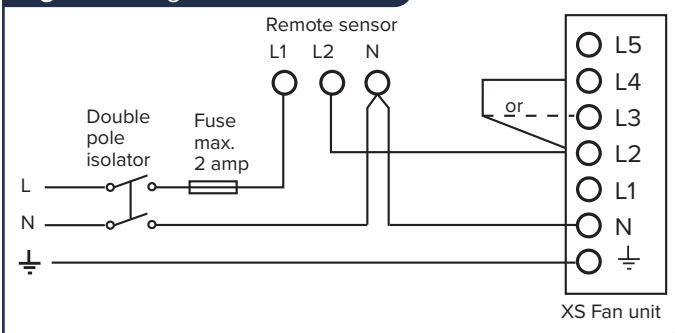 Remote sensor
L1 L2 N
L5
L4
or
L3
Double
pole
isolator
Fuse
max.
2 amp
L2
L
L1
N
N
XS Fan unit